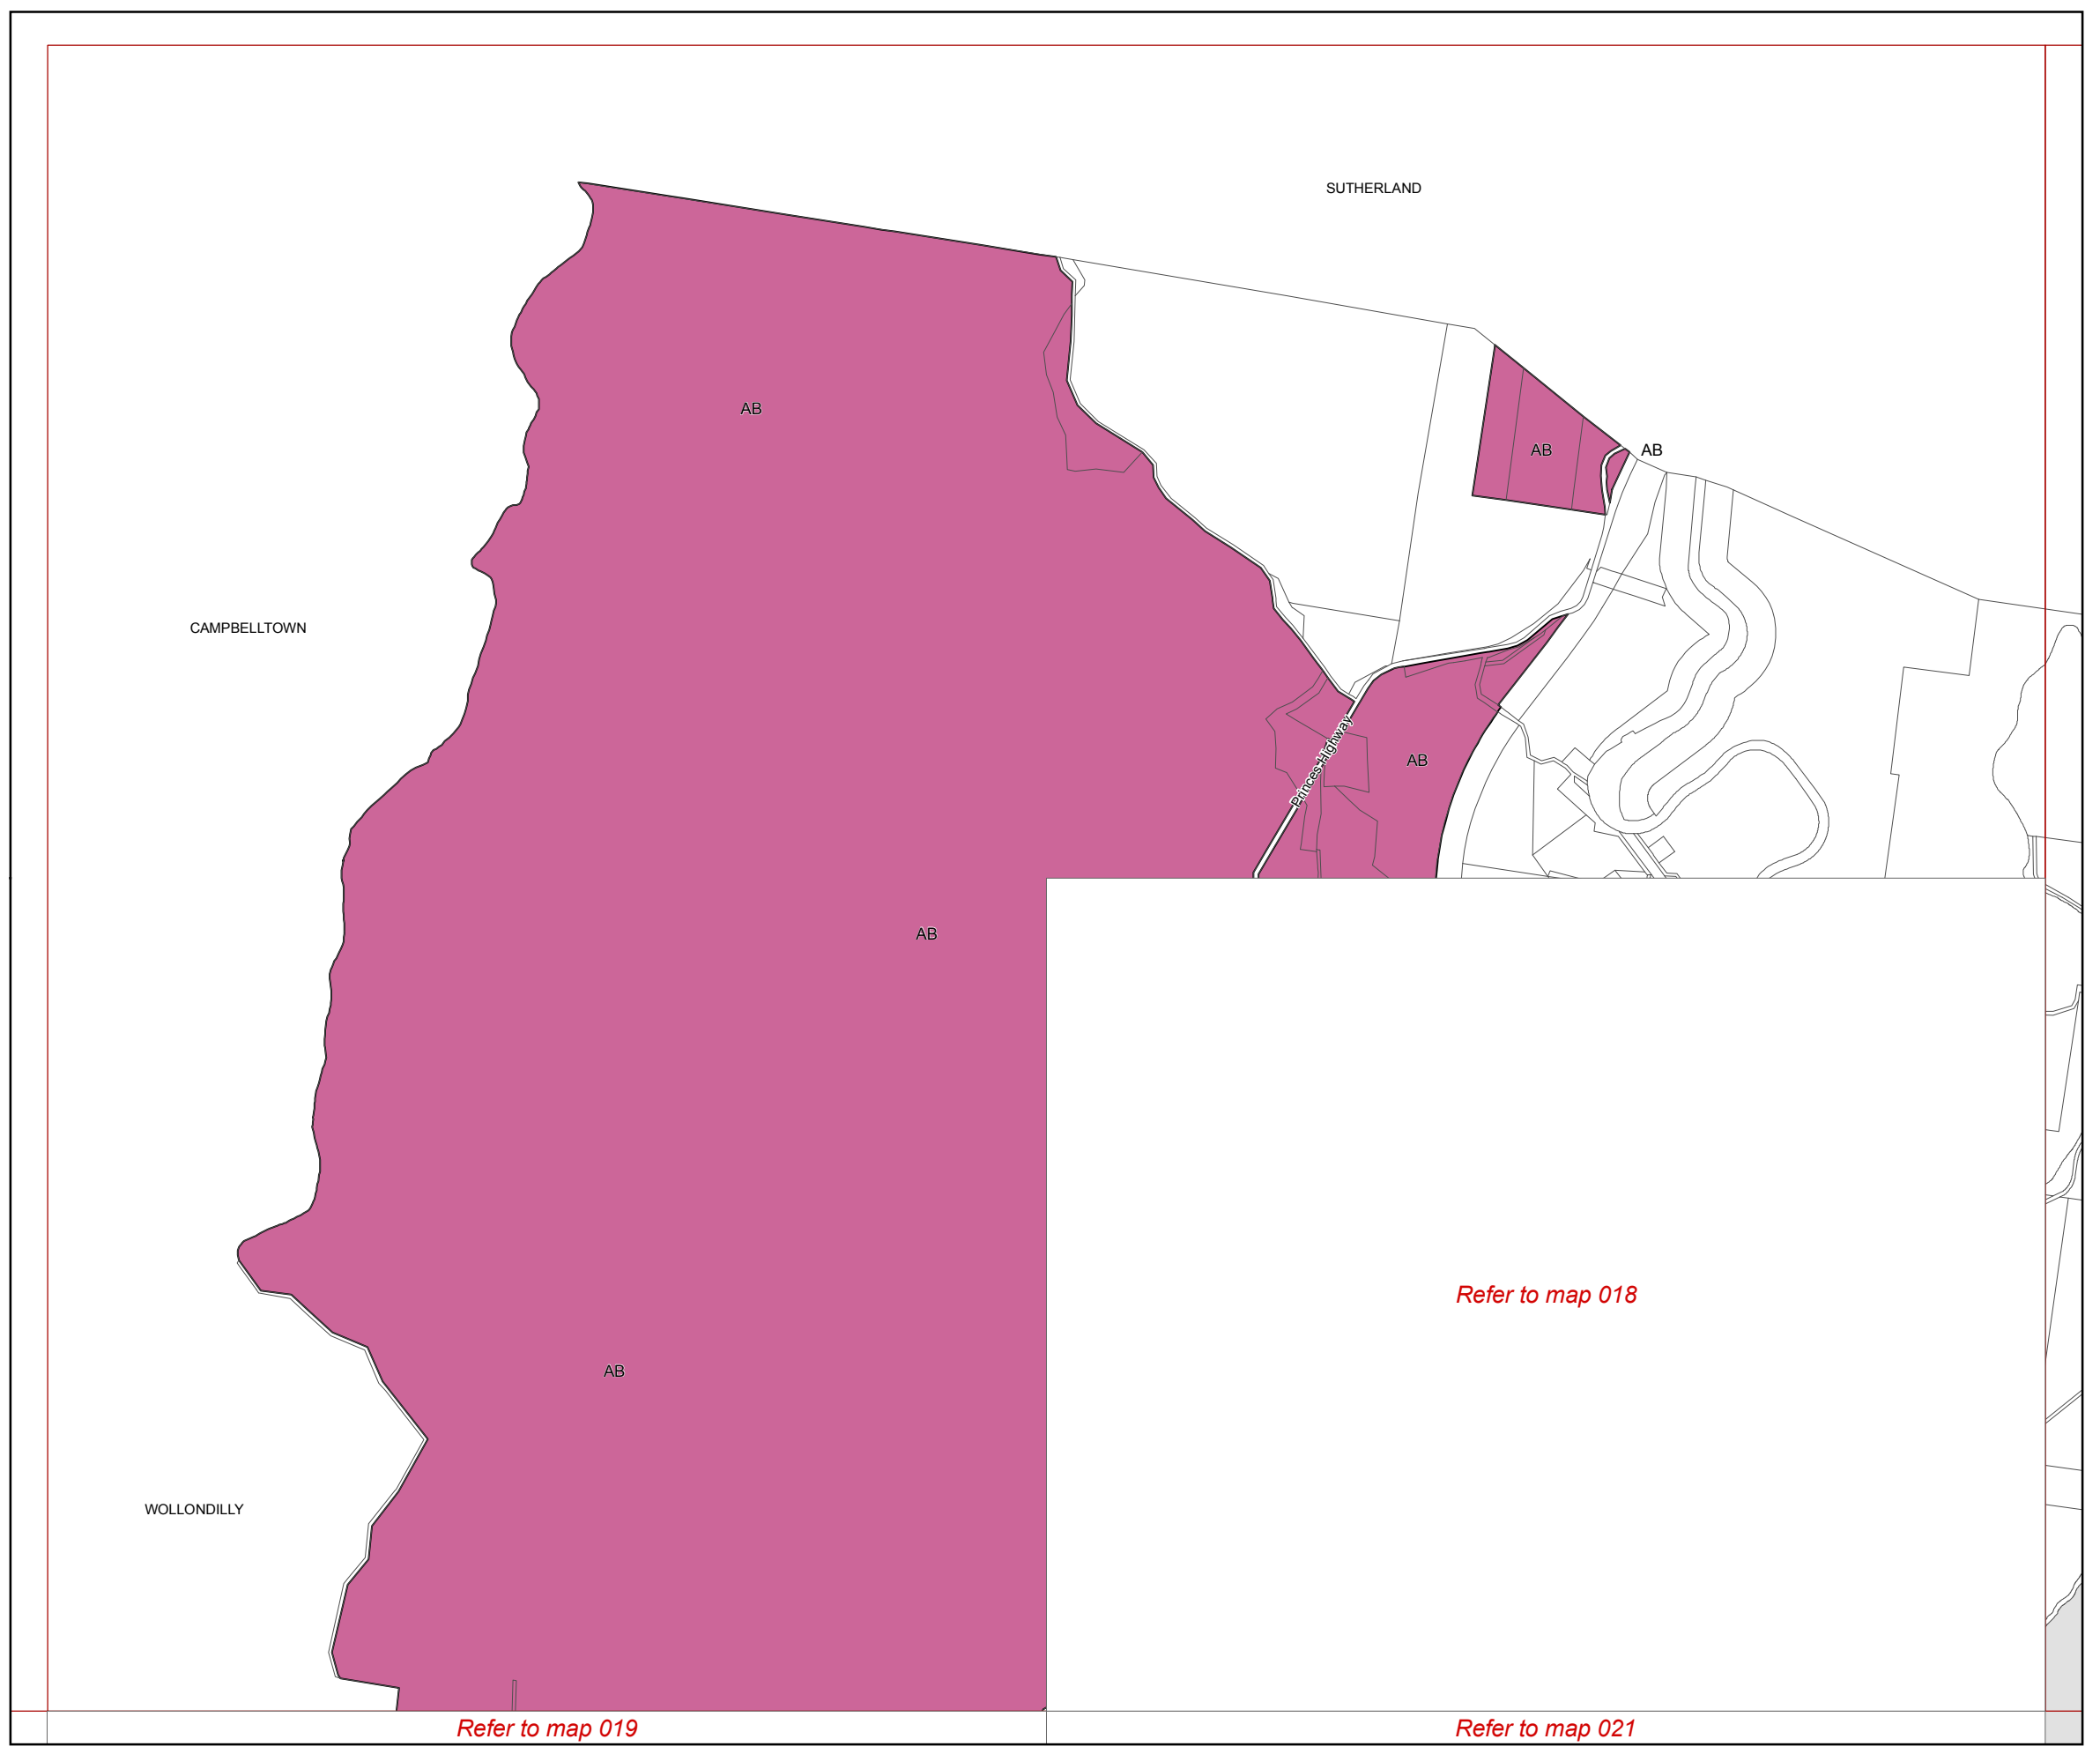 SUTHERLAND
AB
AB
AB
CAMPBELLTOWN
Princes Highway
AB
AB
Refer to map 018
AB
WOLLONDILLY
Refer to map 019
Refer to map 021